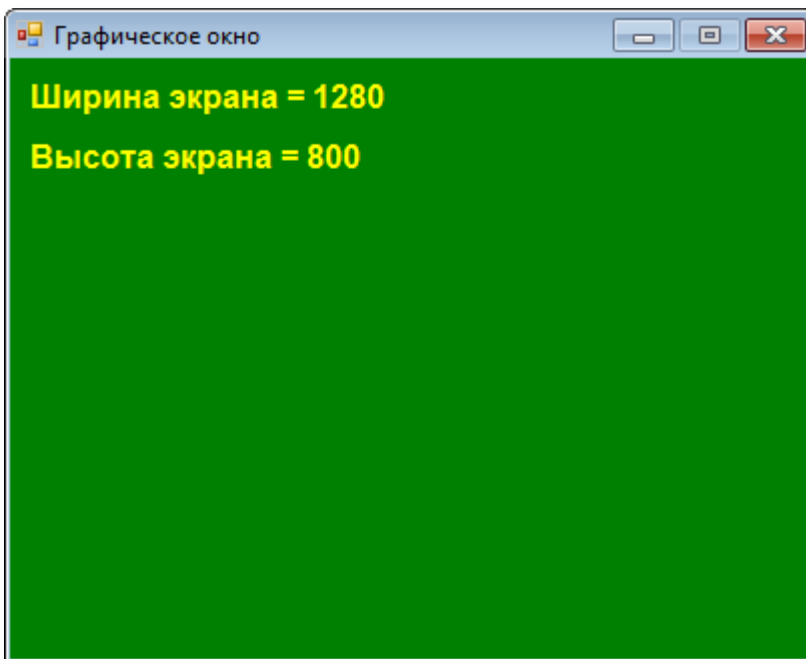 Графическое окно
Ширина экрана = 1280
Высота экрана = 800